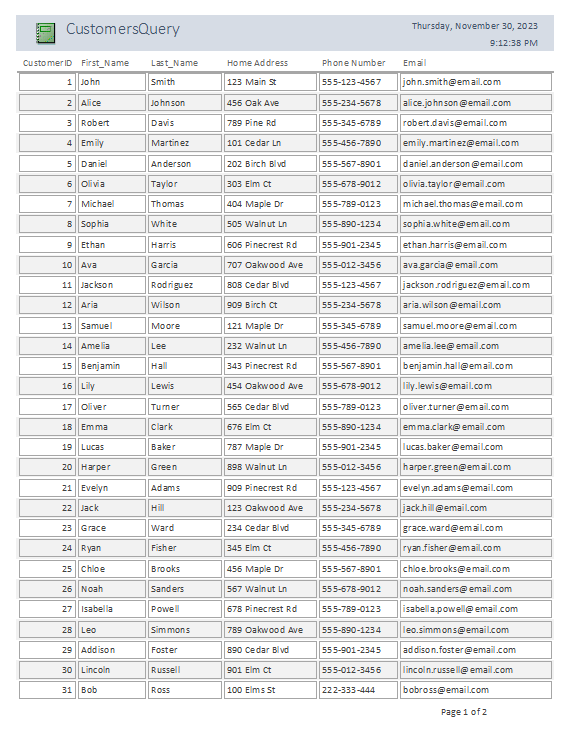 CustomersQuery
Thursday, November 30, 2023
9:12:38 PM
CustomerID First_Name Last_Name Home Address Phone Number Email
1 John Smith 123 Main St 555-123-4567 john.smith@email.com
2 Alice Johnson 456 Oak Ave 555-234-5678 alice.johnson@email.com
3 Robert Davis 789 Pine Rd 555-345-6789 robert.davis@email.com
4 Emily Martinez 101 Cedar Ln 555-456-7890 emily.martinez@email.com
5 Daniel Anderson 202 Birch Blvd 555-567-8901 daniel.anderson@email.com
6 Olivia Taylor 303 Elm Ct 555-678-9012 olivia.taylor@email.com
7 Michael Thomas 404 Maple Dr 555-789-0123 michael.thomas@email.com
8 Sophia White 505 Walnut Ln 555-890-1234 sophia.white@email.com
9 Ethan Harris 606 Pinecrest Rd 555-901-2345 ethan.harris@email.com
10 Ava Garcia 707 Oakwood Ave 555-012-3456 ava.garcia@email.com
11 Jackson Rodriguez 808 Cedar Blvd 555-123-4567 jackson.rodriguez@email.com
12 Aria Wilson 909 Birch Ct 555-234-5678 aria.wilson@email.com
13 Samuel Moore 121 Maple Dr 555-345-6789 samuel.moore@email.com
14 Amelia Lee 232 Walnut Ln 555-456-7890 amelia.lee@email.com
15 Benjamin Hall 343 Pinecrest Rd 555-567-8901 benjamin.hall@email.com
16 Lily Lewis 454 Oakwood Ave 555-678-9012 lily.lewis@email.com
17 Oliver Turner 565 Cedar Blvd 555-789-0123 oliver.turner@email.com
18 Emma Clark 676 Elm Ct 555-890-1234 emma.clark@email.com
19 Lucas Baker 787 Maple Dr 555-901-2345 lucas.baker@email.com
20 Harper Green 898 Walnut Ln 555-012-3456 harper.green@email.com
21 Evelyn Adams 909 Pinecrest Rd 555-123-4567 evelyn.adams@email.com
22 Jack Hill 123 Oakwood Ave 555-234-5678 jack.hill@email.com
23 Grace Ward 234 Cedar Blvd 555-345-6789 grace.ward@email.com
24 Ryan Fisher 345 Elm Ct 555-456-7890 ryan.fisher@email.com
25 Chloe Brooks 456 Maple Dr 555-567-8901 chloe.brooks@email.com
26 Noah Sanders 567 Walnut Ln 555-678-9012 noah.sanders@email.com
27 Isabella Powell 678 Pinecrest Rd 555-789-0123 isabella.powell@email.com
28 Leo Simmons 789 Oakwood Ave 555-890-1234 leo.simmons@email.com
29 Addison Foster 890 Cedar Blvd 555-901-2345 addison.foster@email.com
30 Lincoln Russell 901 Elm Ct 555-012-3456 lincoln.russell@email.com
31 Bob Ross 100 Elms St 222-333-444 bobross@email.com
Page 1 of 2